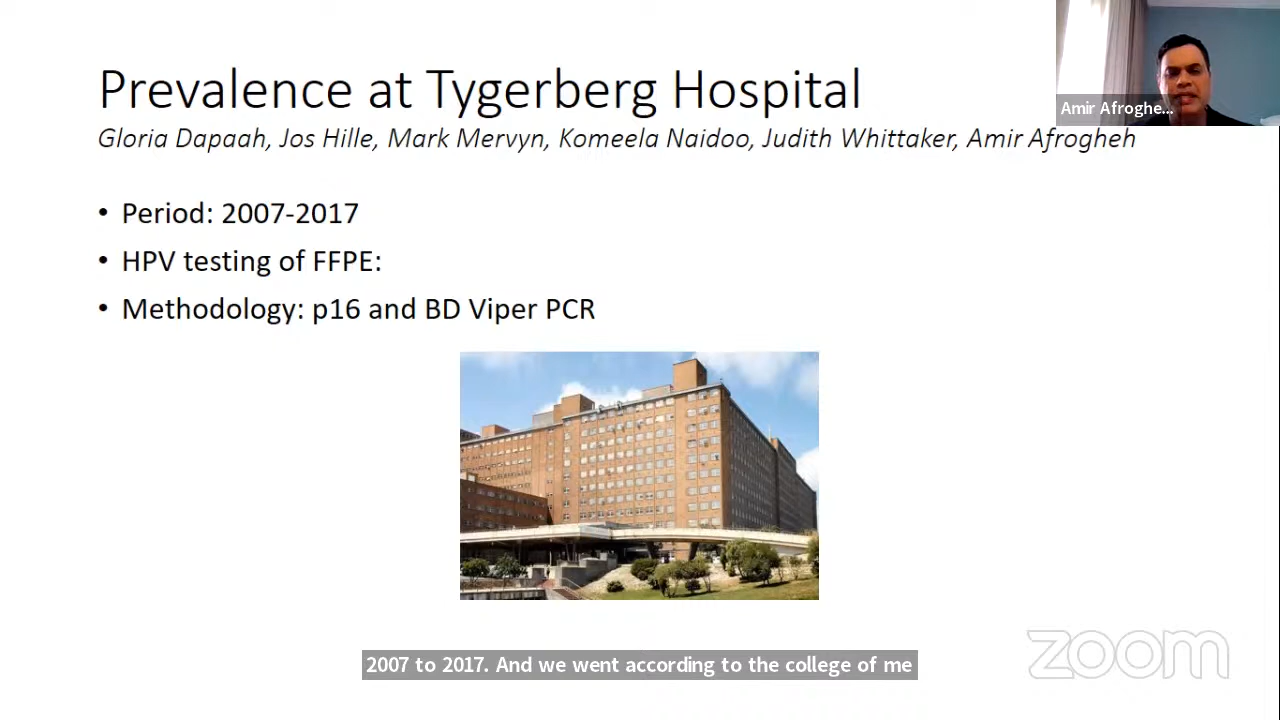 Prevalence at Tygerberg Hospital
Gloria Dapaah, Jos Hille, Mark Mervyn, Komeela Naidoo, Judith Whittaker, Amir Afrogheh
Amir Afroghe...
• Period: 2007-2017
• HPV testing of FFPE:
• Methodology: p16 and BD Viper PCR
2007 to 2017. And we went according to the college of me
zoom